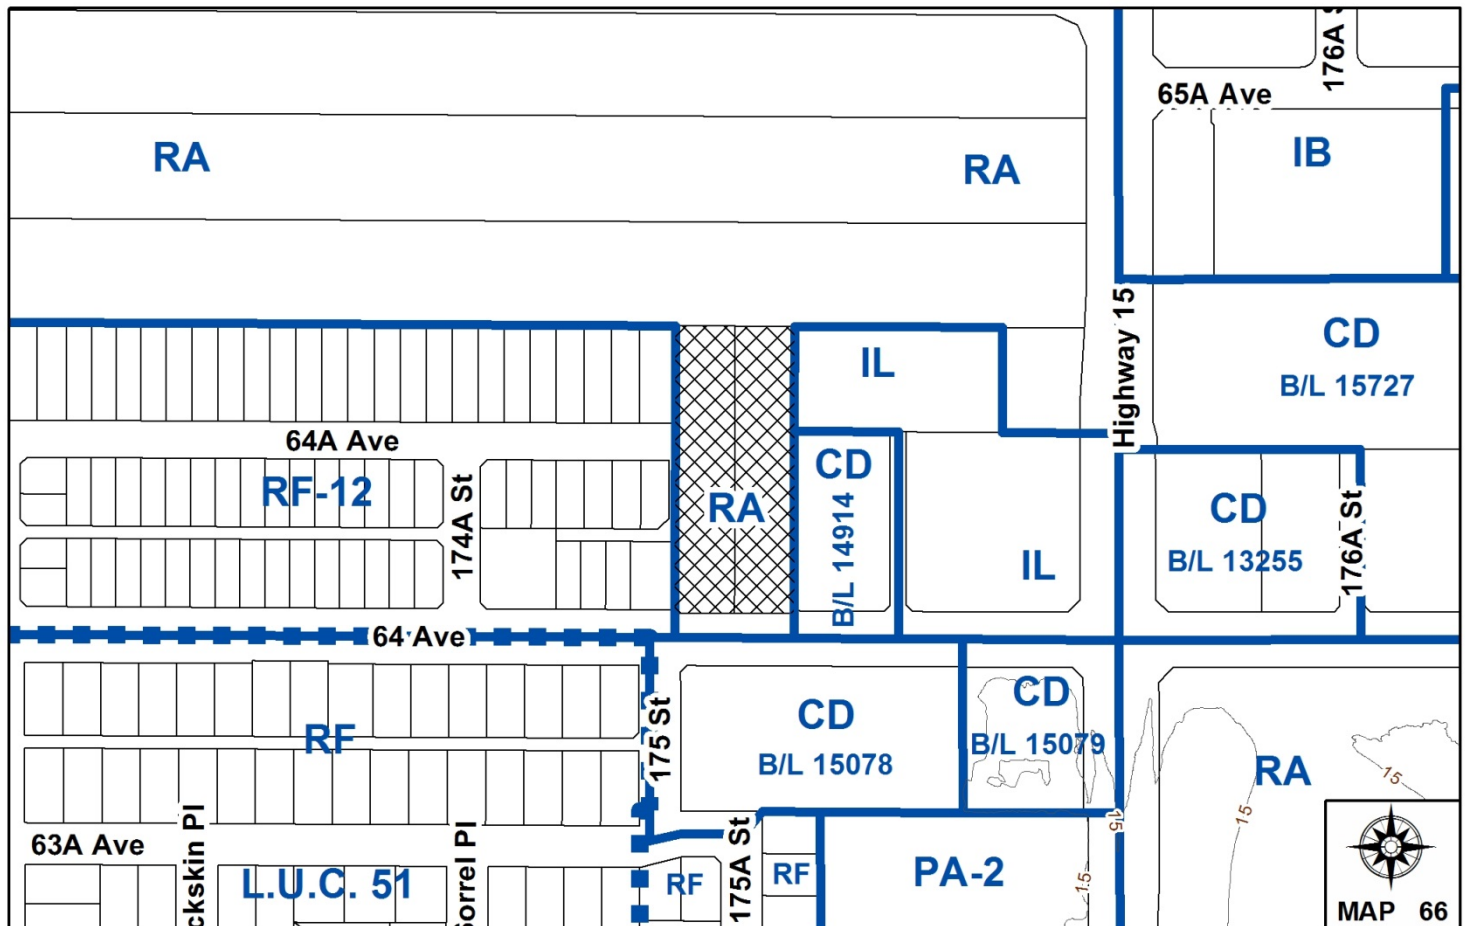 176A S
65A Ave
RA
RA
IB
Highway 15
CD
B/L 15727
IL
64A Ave
CD
B/L 14914
RF-12
174A St
RA
CD
B/L 13255
176A St
IL
64 Ave
175 St
CD
B/L 15078
CD
B/L 15079
RF
RA
15
15
15
15
63A Ave
ckskin Pl
Sorrel Pl
175A St
L.U.C. 51
RF
RF
PA-2
MAP 66